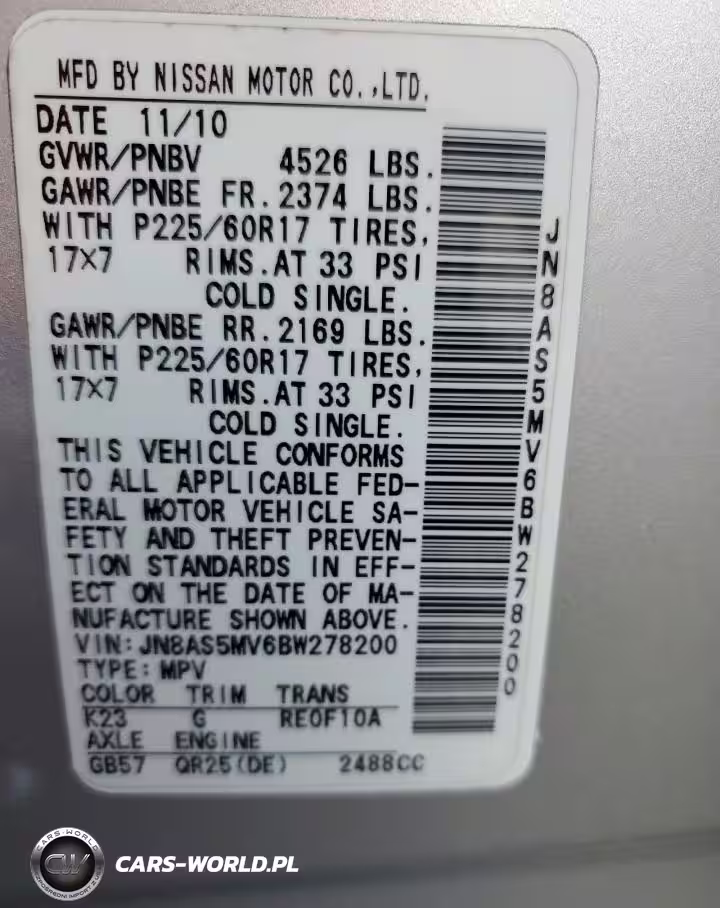 MFD BY NISSAN MOTOR CO.,LTD.
DATE 11/10
GVWR/PNBV 4526 LBS.
GAWR/PNBE FR.2374 LBS.
WITH P225/60R17 TIRES,
17×7 RIMS.AT 33 PSI
COLD SINGLE.
GAWR/PNBE RR.2169 LBS.
WITH P225/60R17 TIRES,
17×7 RIMS.AT 33 PSI
COLD SINGLE.
THIS VEHICLE CONFORMS
TO ALL APPLICABLE FED-
ERAL MOTOR VEHICLE SA-
FETY AND THEFT PREVEN-
TION STANDARDS IN EFF-
ECT ON THE DATE OF MA-
NUFACTURE SHOWN ABOVE.
VIN:JN8AS5MV6BW278200
TYPE:MPV
COLOR TRIM TRANS
K23 G RE0F10A
AXLE ENGINE
GB57 QR25(DE) 2488CC
JN8AS5MV6BW278200
CARS-WORLD
CW
CARS-WORLD.PL